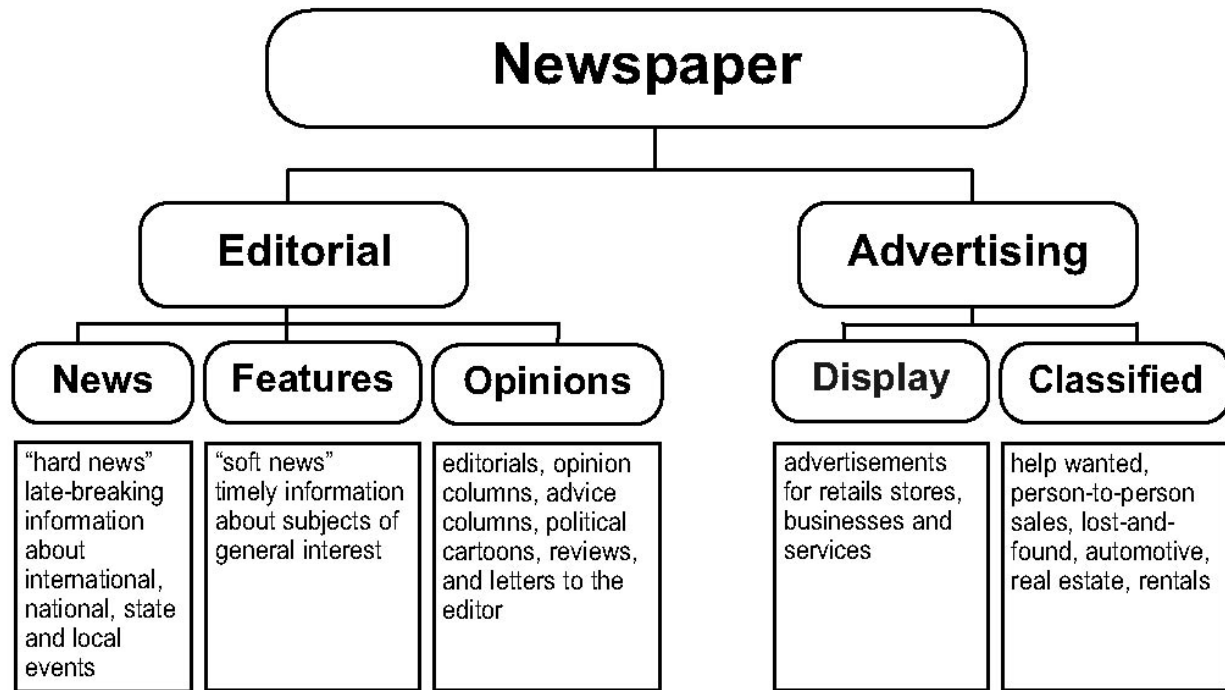 Newspaper
Editorial
Advertising
News
Features
Opinions
Display
Classified
“hard news”
late-breaking
information
about
international,
national, state
and local
events
“soft news”
timely information
about subjects of
general interest
editorials, opinion
columns, advice
columns, political
cartoons, reviews,
and letters to the
editor
advertisements
for retails stores,
businesses and
services
help wanted,
person-to-person
sales, lost-and-
found, automotive,
real estate, rentals